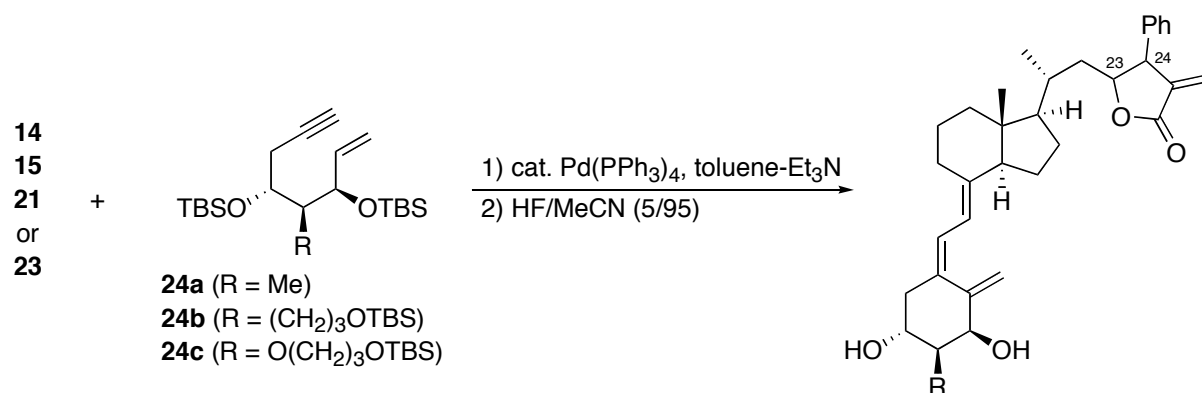 14
15
21
or
23
+
TBSO
OTBS
R
24a (R = Me)
24b (R = (CH2)3OTBS)
24c (R = O(CH2)3OTBS)
1) cat. Pd(PPh3)4, toluene-Et3N
2) HF/MeCN (5/95)
Ph
23
24
O
O
H
H
HO
OH
R